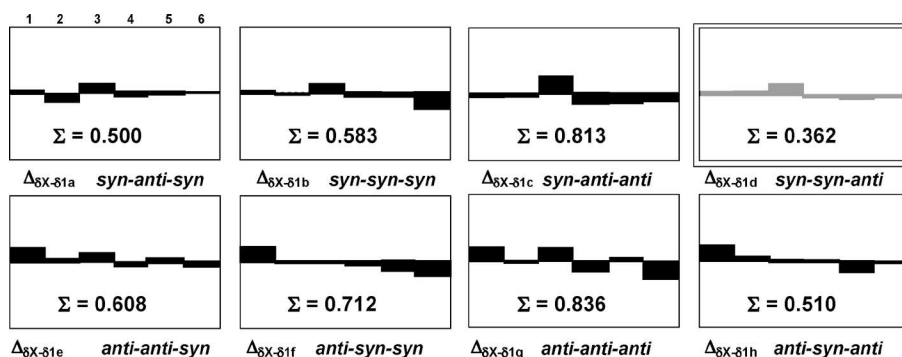 1 2 3 4 5 6
Σ = 0.500 Σ = 0.583 Σ = 0.813 Σ = 0.362
ΔδX-δ1a syn-anti-syn ΔδX-δ1b syn-syn-syn ΔδX-δ1c syn-anti-anti ΔδX-δ1d syn-syn-anti
Σ = 0.608 Σ = 0.712 Σ = 0.836 Σ = 0.510
ΔδX-δ1e anti-anti-syn ΔδX-δ1f anti-syn-syn ΔδX-δ1g anti-anti-anti ΔδX-δ1h anti-syn-anti